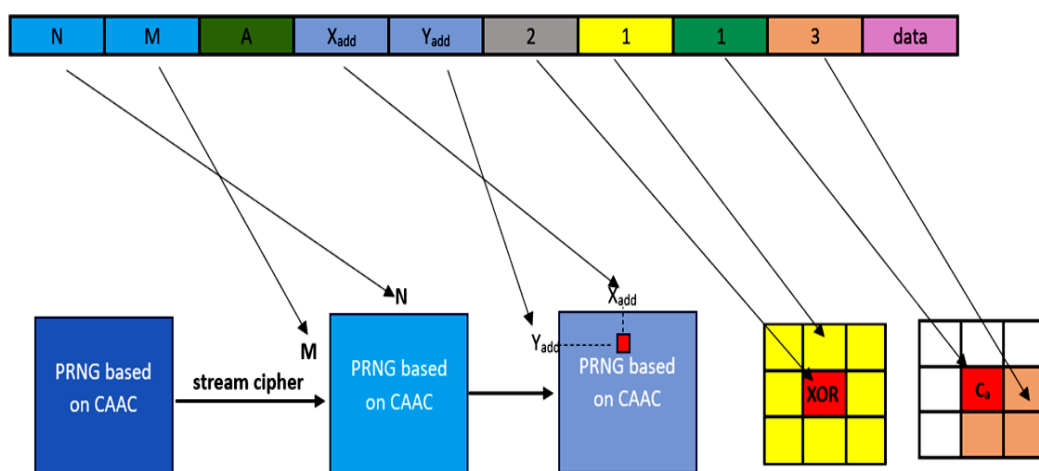 N M A Xadd Yadd 2 1 1 3 data
N
Xadd
M
Yadd
PRNG based
on CAAC
stream cipher
PRNG based
on CAAC
PRNG based
on CAAC
XOR
Ca